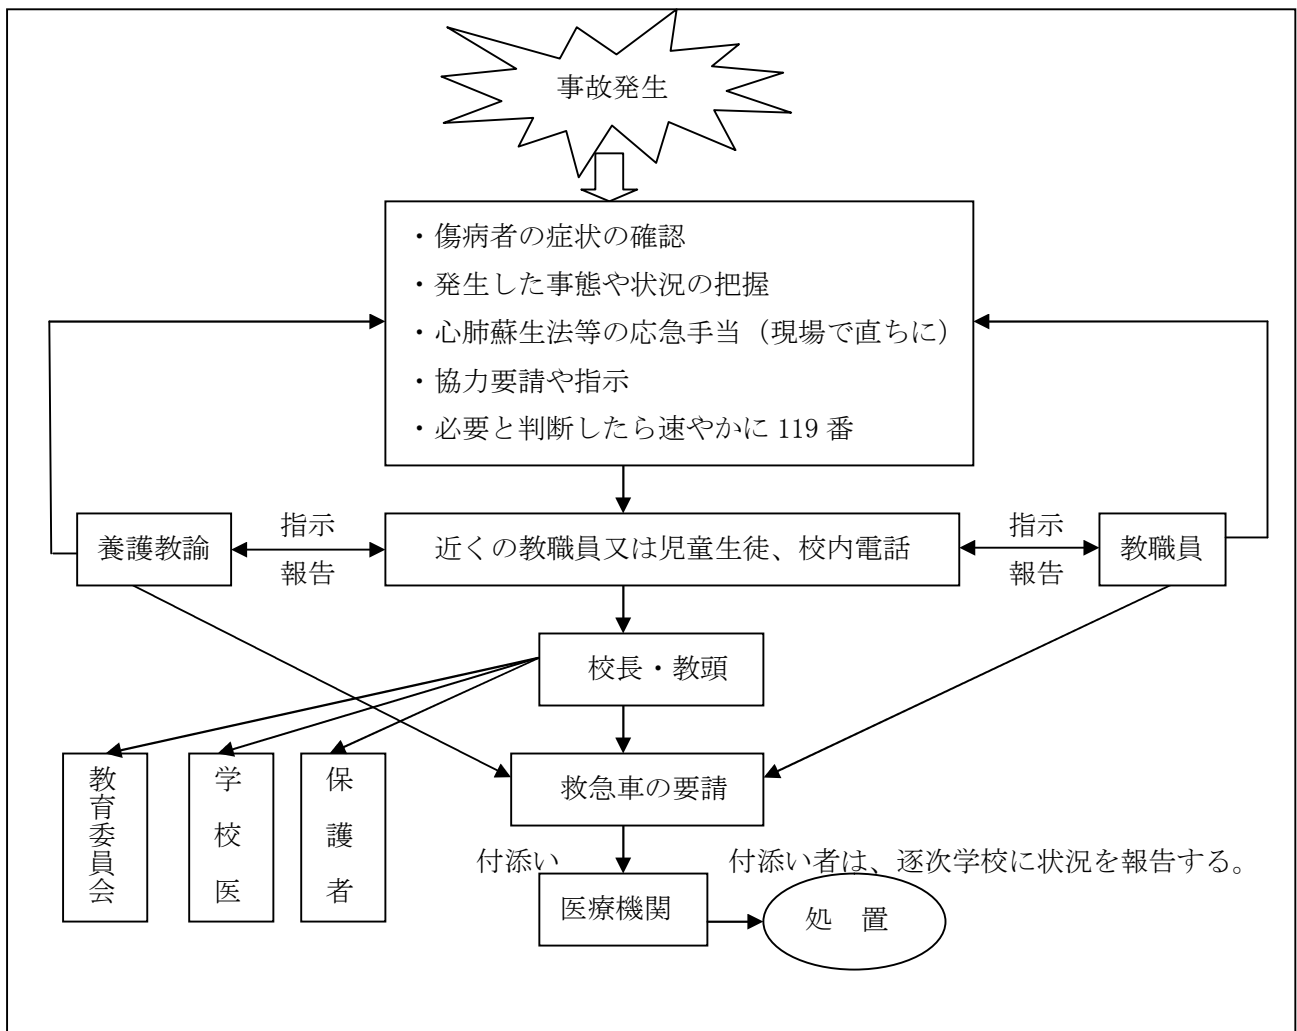 事故発生
・傷病者の症状の確認
・発生した事態や状況の把握
・心肺蘇生法等の応急手当（現場で直ちに）
・協力要請や指示
・必要と判断したら速やかに 119 番
養護教諭
指示
報告
近くの教職員又は児童生徒、校内電話
指示
報告
教職員
校長・教頭
教育委員会
学校医
保護者
救急車の要請
付添い
付添い者は、逐次学校に状況を報告する。
医療機関
処　置